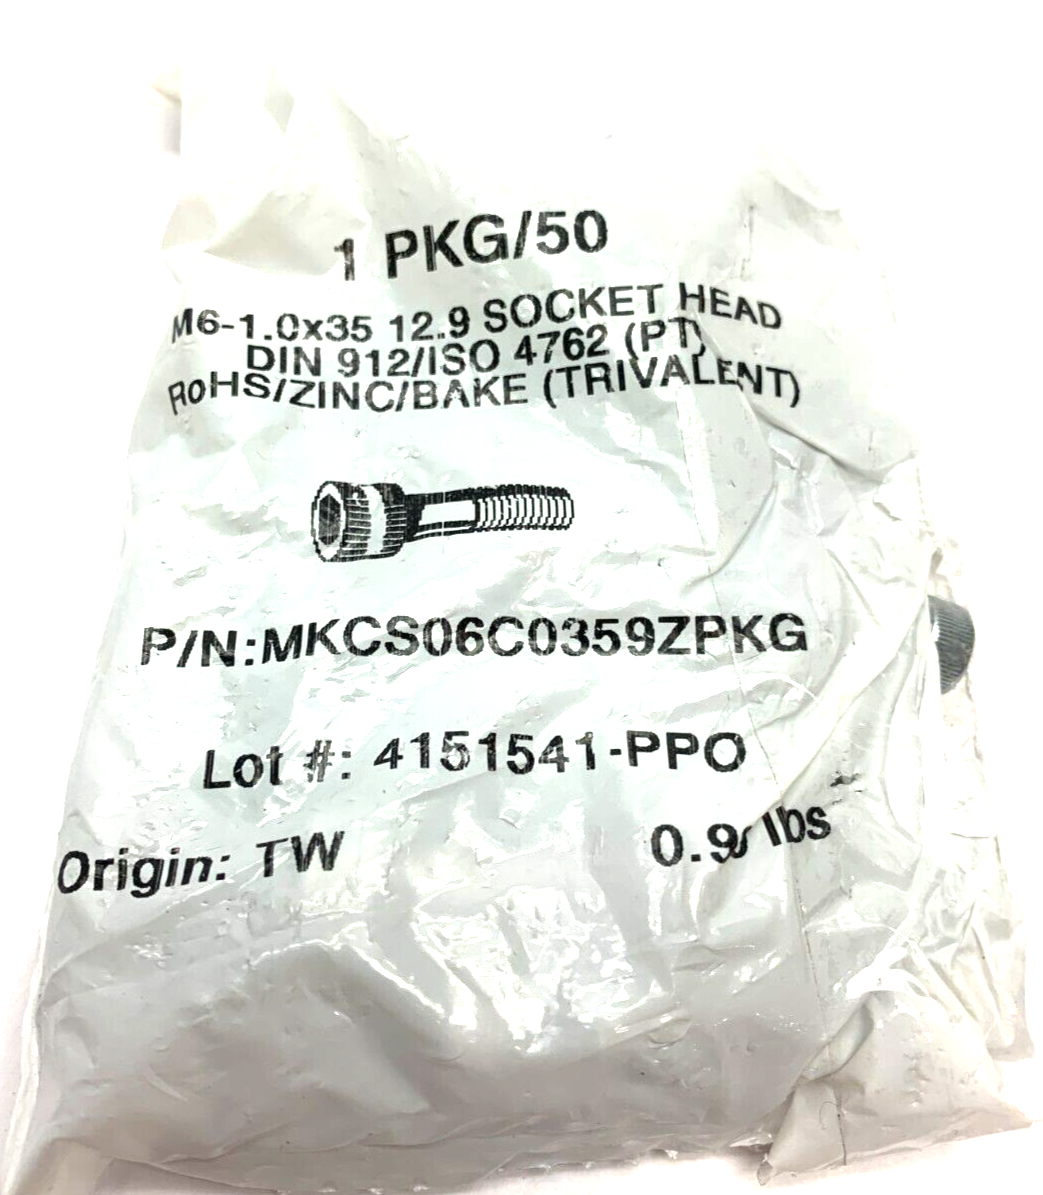 1 PKG/50
M6-1.0x35 12.9 SOCKET HEAD
DIN 912/ISO 4762 (PT)
RoHS/ZINC/BAKE (TRIVALENT)
P/N:MKCS06C0359ZPKG
Lot #: 4151541-PPO
Origin: TW
lbs